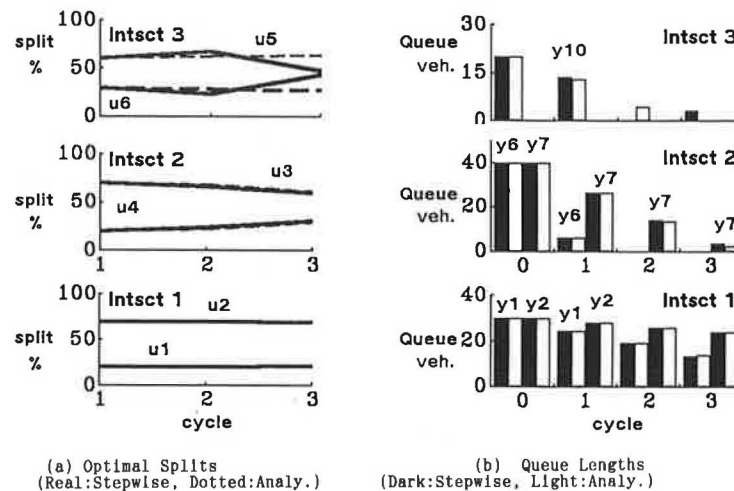 100
split
%
50
0
Intsct 3
u5
u6
100
split
%
50
0
Intsct 2
u3
u4
1
2
3
100
split
%
50
0
Intsct 1
u2
u1
1
2
3
cycle
(a) Optimal Splits
(Real:Stepwise, Dotted:Analy.)
30
Queue
veh.
15
0
y10
Intsct 3
40
Queue
veh.
20
0
y6 y7
y6
y7
y7
y7
Intsct 2
0
1
2
3
40
Queue
veh.
20
0
y1 y2
y1
y2
Intsct 1
0
1
2
3
cycle
(b) Queue Lengths
(Dark:Stepwise, Light:Analy.)